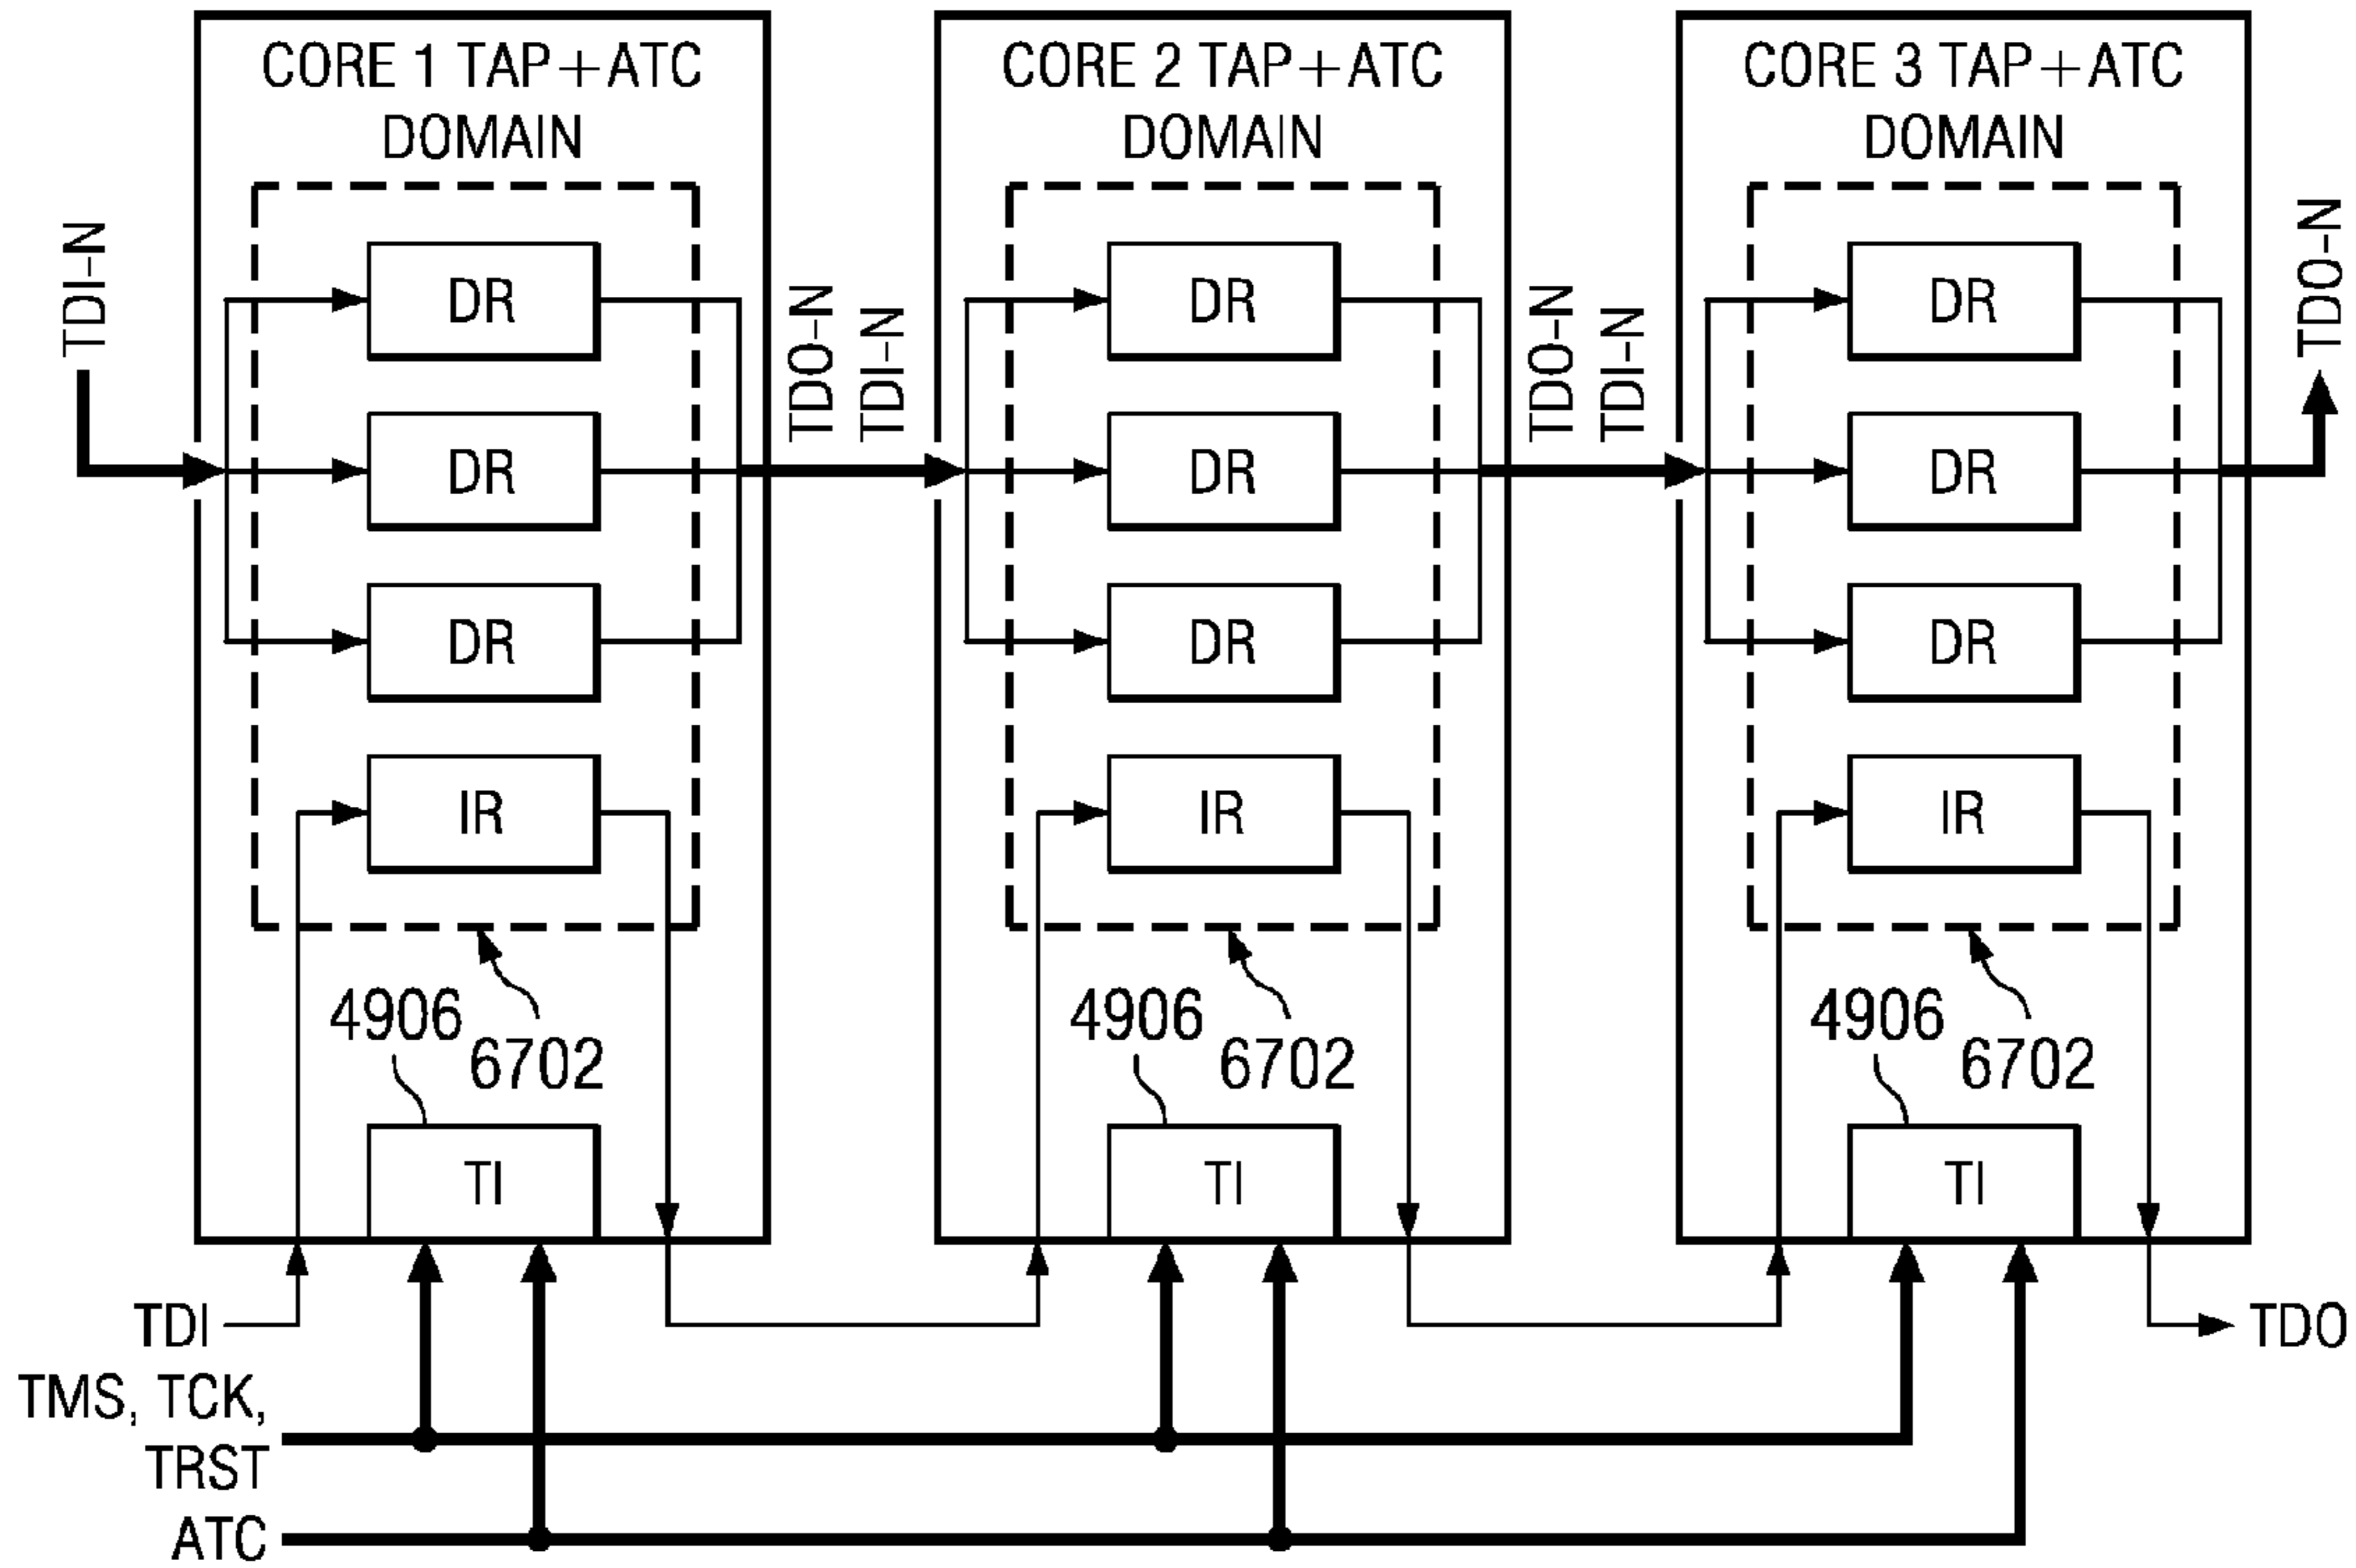 CORE 1 TAP+ATC
DOMAIN
CORE 2 TAP+ATC
DOMAIN
CORE 3 TAP+ATC
DOMAIN
TDI-N
DR
DR
DR
IR
TDO-N
TDI-N
DR
DR
DR
IR
TDO-N
TDI-N
DR
DR
DR
IR
TDO-N
4906
6702
TI
4906
6702
TI
4906
6702
TI
TDI
TDO
TMS, TCK,
TRST
ATC